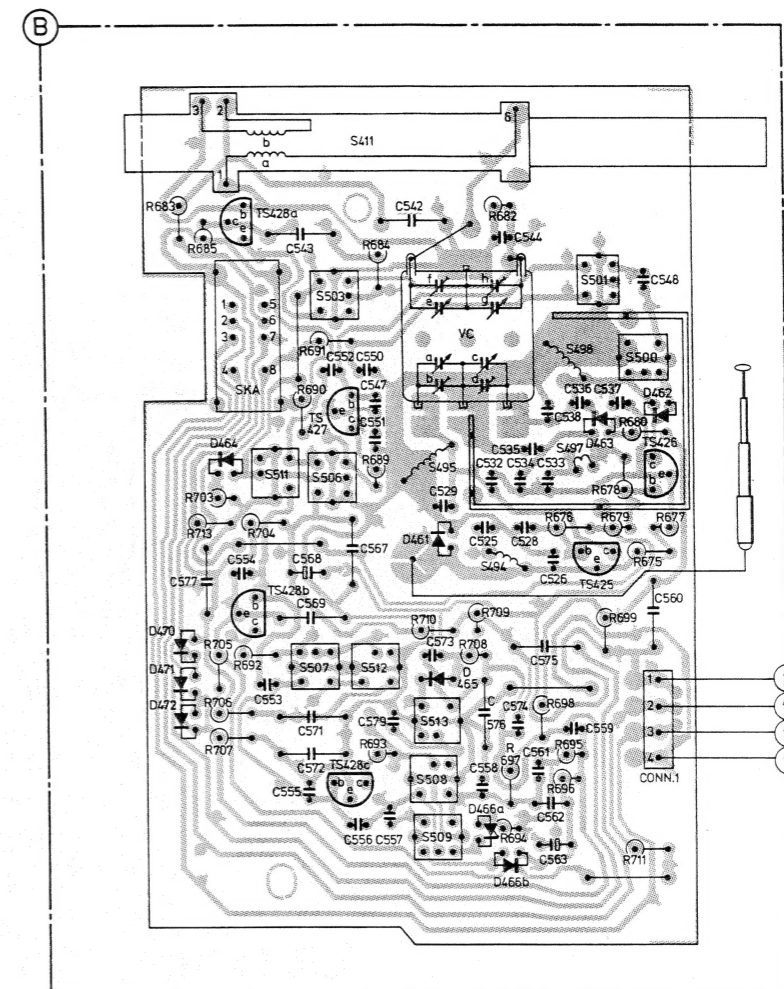 B
3 2 6
b S411
a
1
R683 TS428a C542 R682
b c e
R685 C543 R684 C544
f h S501 C548
1 5 S503 e g
2 6
3 7 R691 VC S498
4 8 C552 C550 a c S500
SKA R690 C547 b d C536 C537 D462
TS 427 b e c C551 C538 D463 R680 TS426
D464 C535 S497 c b e
S511 S506 R689 S495 C532 C534 C533
R703 C529 R678
R713 R704 D461 C525 C528 R676 R679 R677
C554 C568 C567 S494 C526 b c e R675
C577 TS428b TS425
b e c C569 R710 R709 R699 C560
D470 R705 C573 R708 C575
D471 R692 S507 S512 D 465 1
C553 2
D472 R706 C571 C579 S513 C 576 C574 R698 C559 3
R707 R693 R 697 C561 R695 4
C572 TS428c S508 C558 R696 CONN.1
C555 b c e D466a C562
C556 C557 S509 R694 C563 R711
D466b